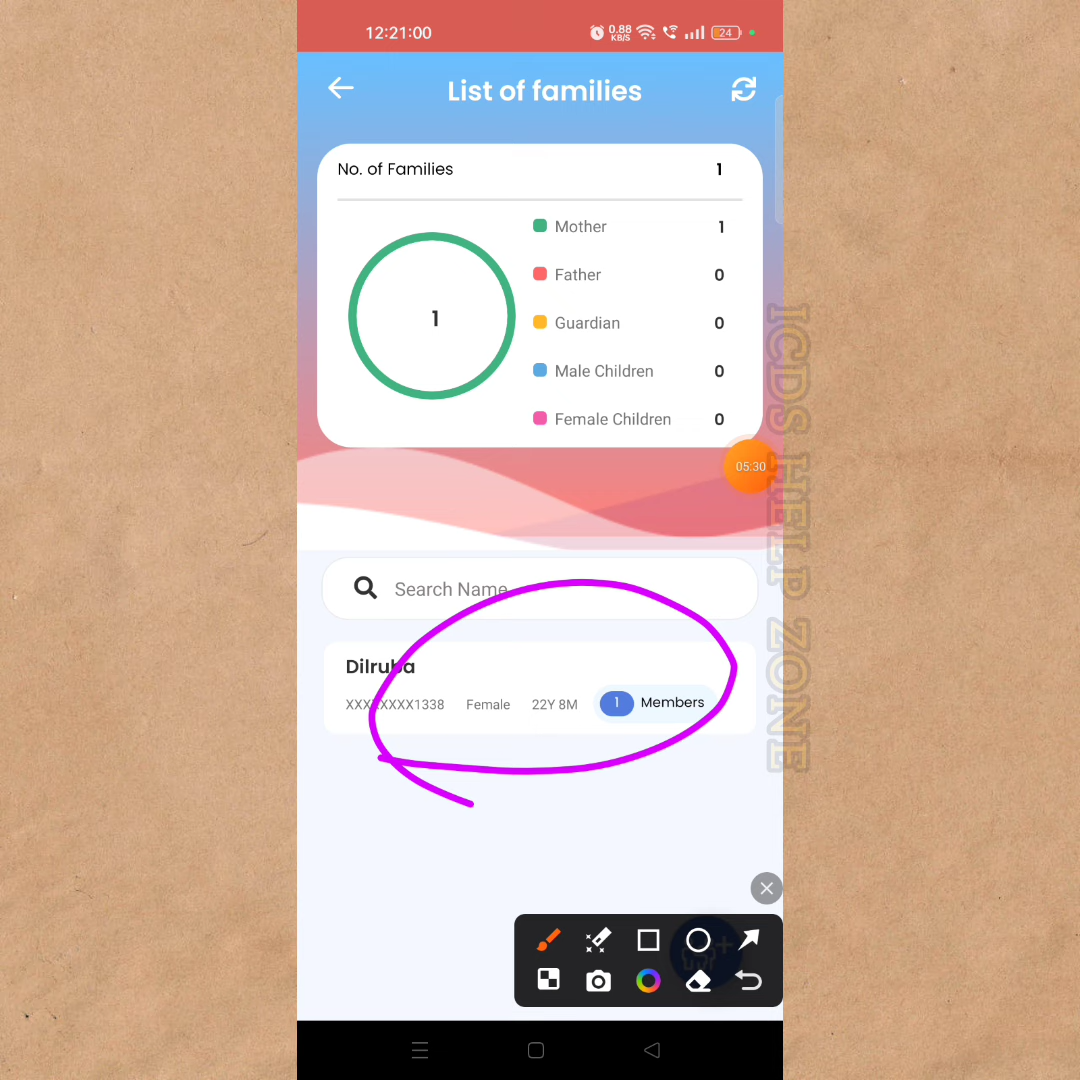 12:21:00
0.88 KB/S
24
List of families
No. of Families 1
1
Mother 1
Father 0
Guardian 0
Male Children 0
Female Children 0
05:30
Search Name
Dilruba
XXXXXXXX1338 Female 22Y 8M 1 Members
ICDS HELP ZONE